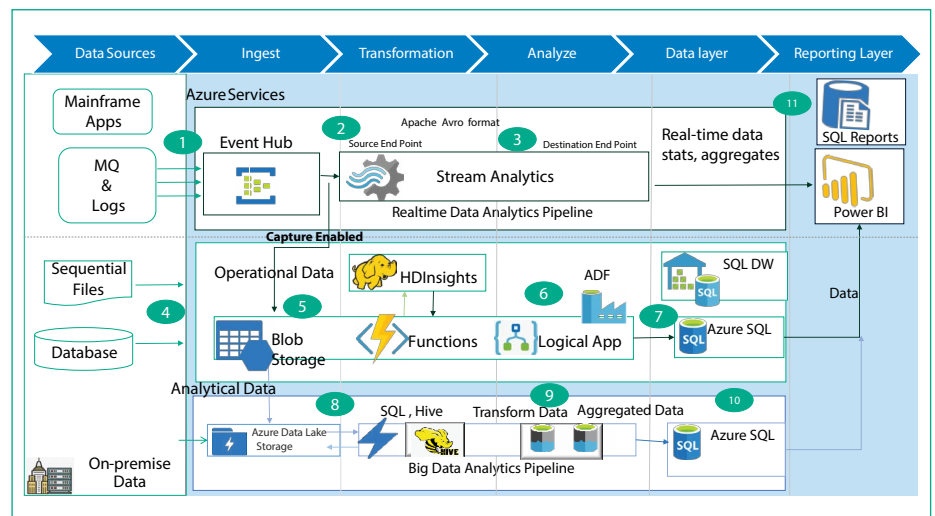 Data Sources
Ingest
Transformation
Analyze
Data layer
Reporting Layer
Azure Services
Mainframe
Apps
MQ
&
Logs
1
Event Hub
2
Apache Avro format
Source End Point
3
Destination End Point
Stream Analytics
Realtime Data Analytics Pipeline
Real-time data
stats, aggregates
11
SQL Reports
Power BI
Capture Enabled
Sequential
Files
4
Database
Operational Data
5
Blob
Storage
HDInsights
Functions
6
ADF
Logical App
7
SQL DW
SQL
SQL
Azure SQL
Data
Analytical Data
8
Azure Data Lake
Storage
SQL , Hive
HIVE
9
Transform Data
Aggregated Data
10
SQL
Azure SQL
Big Data Analytics Pipeline
On-premise
Data